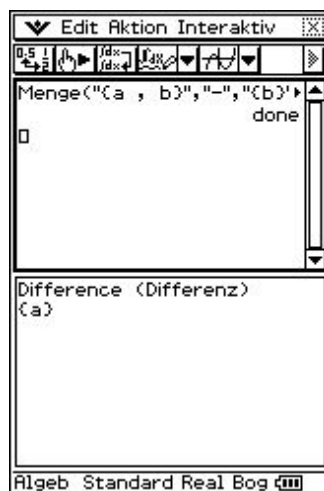 Edit Aktion Interaktiv
Menge("{a , b}","-","{b}'
done
Difference (Differenz)
{a}
Algeb Standard Real Bog